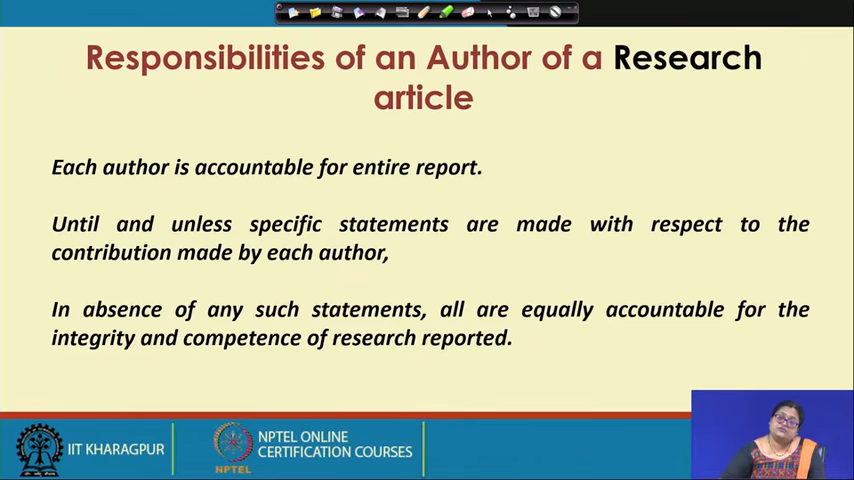 Responsibilities of an Author of a Research
article
Each author is accountable for entire report.
Until and unless specific statements are made with respect to the
contribution made by each author,
In absence of any such statements, all are equally accountable for the
integrity and competence of research reported.
IIT KHARAGPUR
NPTEL
NPTEL ONLINE
CERTIFICATION COURSES